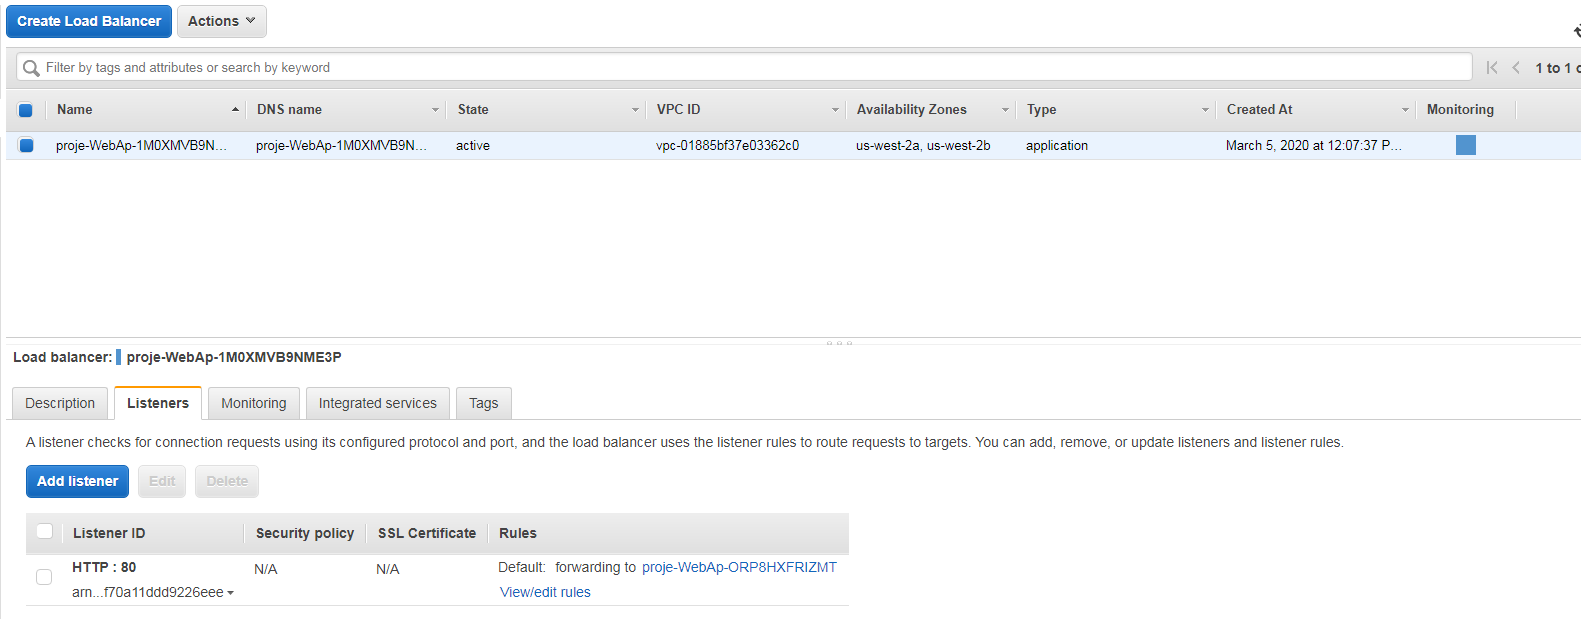 Create Load Balancer Actions
Filter by tags and attributes or search by keyword
1 to 1
Name DNS name State VPC ID Availability Zones Type Created At Monitoring
proje-WebAp-1M0XMVB9N... proje-WebAp-1M0XMVB9N... active vpc-01885bf37e03362c0 us-west-2a, us-west-2b application March 5, 2020 at 12:07:37 P...
Load balancer: proje-WebAp-1M0XMVB9NME3P
Description Listeners Monitoring Integrated services Tags
A listener checks for connection requests using its configured protocol and port, and the load balancer uses the listener rules to route requests to targets. You can add, remove, or update listeners and listener rules.
Add listener Edit Delete
Listener ID Security policy SSL Certificate Rules
HTTP : 80 N/A N/A Default: forwarding to proje-WebAp-ORP8HXFRIZMT
arn...f70a11ddd9226eee View/edit rules